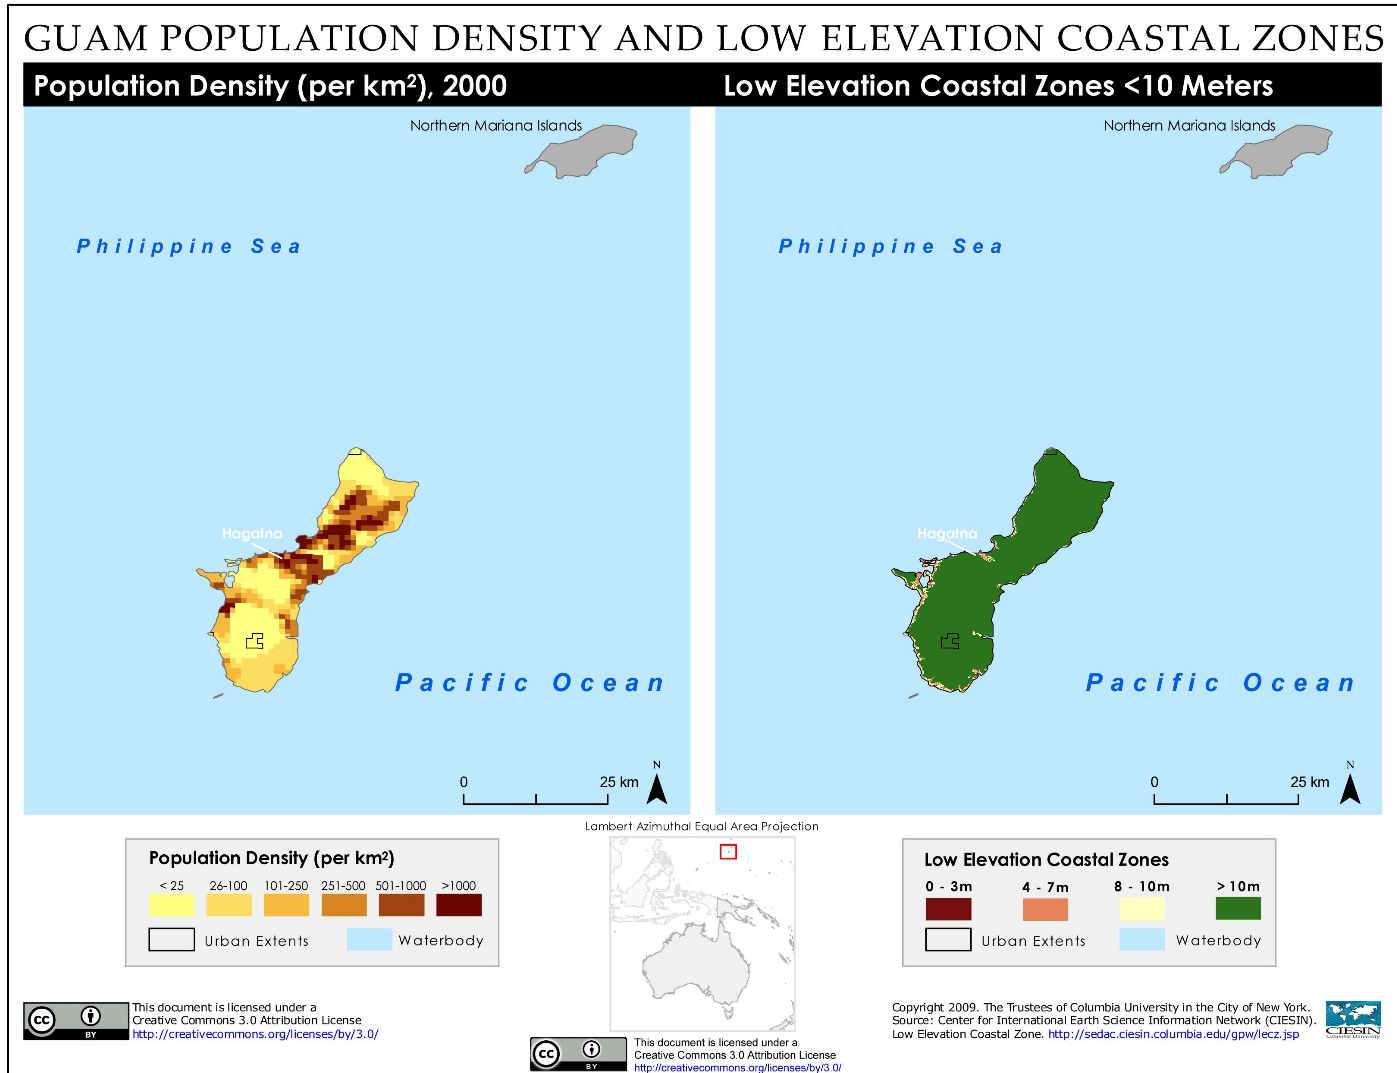 GUAM POPULATION DENSITY AND LOW ELEVATION COASTAL ZONES
Population Density (per km²), 2000
Northern Mariana Islands
Philippine Sea
Hagatna
Pacific Ocean
0 25 km
N
Low Elevation Coastal Zones <10 Meters
Northern Mariana Islands
Philippine Sea
Hagatna
Pacific Ocean
0 25 km
N
Population Density (per km²)
< 25 26-100 101-250 251-500 501-1000 >1000
Urban Extents Waterbody
Lambert Azimuthal Equal Area Projection
Low Elevation Coastal Zones
0 - 3m 4 - 7m 8 - 10m > 10m
Urban Extents Waterbody
cc BY
This document is licensed under a
Creative Commons 3.0 Attribution License
http://creativecommons.org/licenses/by/3.0/
cc BY
This document is licensed under a
Creative Commons 3.0 Attribution License
http://creativecommons.org/licenses/by/3.0/
Copyright 2009. The Trustees of Columbia University in the City of New York.
Source: Center for International Earth Science Information Network (CIESIN).
Low Elevation Coastal Zone. http://sedac.ciesin.columbia.edu/gpw/lecz.jsp
CIESIN
Columbia University